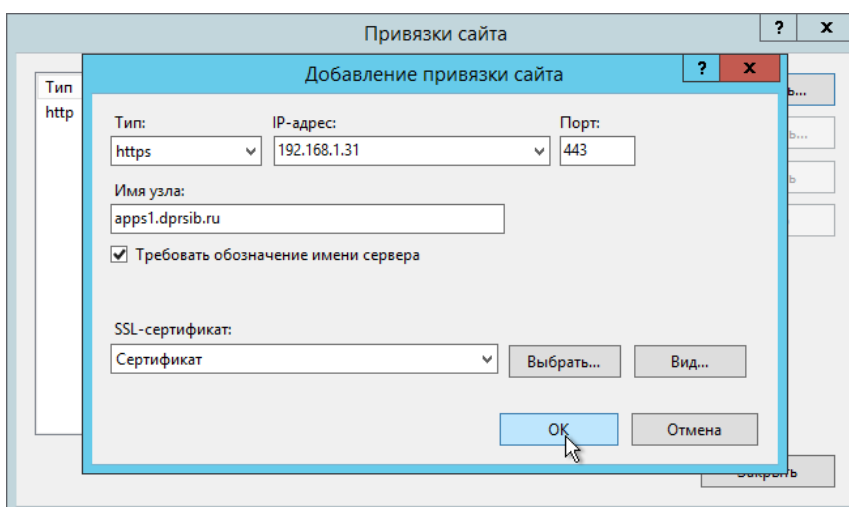 Привязки сайта
? x
Добавление привязки сайта
? x
Тип
ь...
http
Тип: IP-адрес: Порт:
ь...
https 192.168.1.31 443
ь
Имя узла:
apps1.dprsib.ru
Требовать обозначение имени сервера
SSL-сертификат:
Сертификат Выбрать... Вид...
OK Отмена
Закрыть